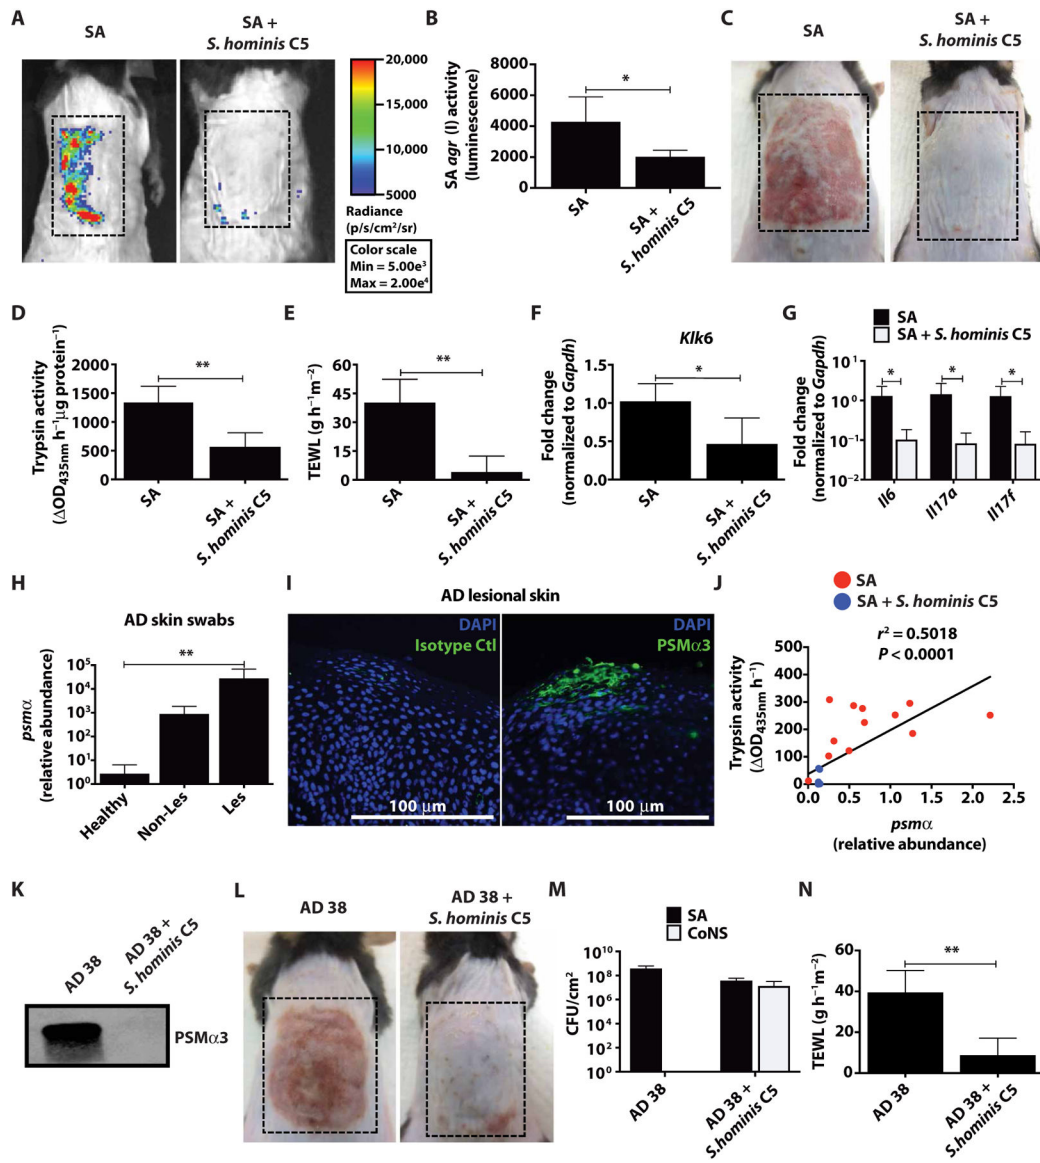 A
SA
SA +
S. hominis C5
20,000
15,000
10,000
5000
Radiance
(p/s/cm²/sr)
Color scale
Min = 5.00e³
Max = 2.00e⁴
B
SA agr (I) activity
(luminescence)
8000
6000
4000
2000
0
*
SA
SA +
S. hominis C5
C
SA
SA +
S. hominis C5
D
Trypsin activity
(ΔOD435nm h⁻¹μg protein⁻¹)
1500
1000
500
0
**
SA
SA +
S. hominis C5
E
TEWL (g h⁻¹m⁻²)
60
45
30
15
0
**
SA
SA +
S. hominis C5
F
Klk6
Fold change
(normalized to Gapdh)
1.5
1.0
0.5
0.0
*
SA
SA +
S. hominis C5
G
SA
SA + S. hominis C5
Fold change
(normalized to Gapdh)
10¹
10⁰
10⁻¹
10⁻²
*
*
*
Il6
Il17a
Il17f
H
AD skin swabs
psmα
(relative abundance)
10⁵
10⁴
10³
10²
10¹
10⁰
**
Healthy
Non-Les
Les
I
AD lesional skin
DAPI
Isotype Ctl
100 μm
DAPI
PSMα3
100 μm
J
SA
SA + S. hominis C5
r² = 0.5018
P < 0.0001
Trypsin activity
(ΔOD435nm h⁻¹)
500
400
300
200
100
0
0.0
0.5
1.0
1.5
2.0
2.5
psmα
(relative abundance)
K
AD 38
AD 38 +
S. hominis C5
PSMα3
L
AD 38
AD 38 +
S. hominis C5
M
SA
CoNS
CFU/cm²
10¹⁰
10⁸
10⁶
10⁴
10²
10⁰
AD 38
AD 38 +
S. hominis C5
N
TEWL (g h⁻¹m⁻²)
60
40
20
0
**
AD 38
AD 38 +
S. hominis C5